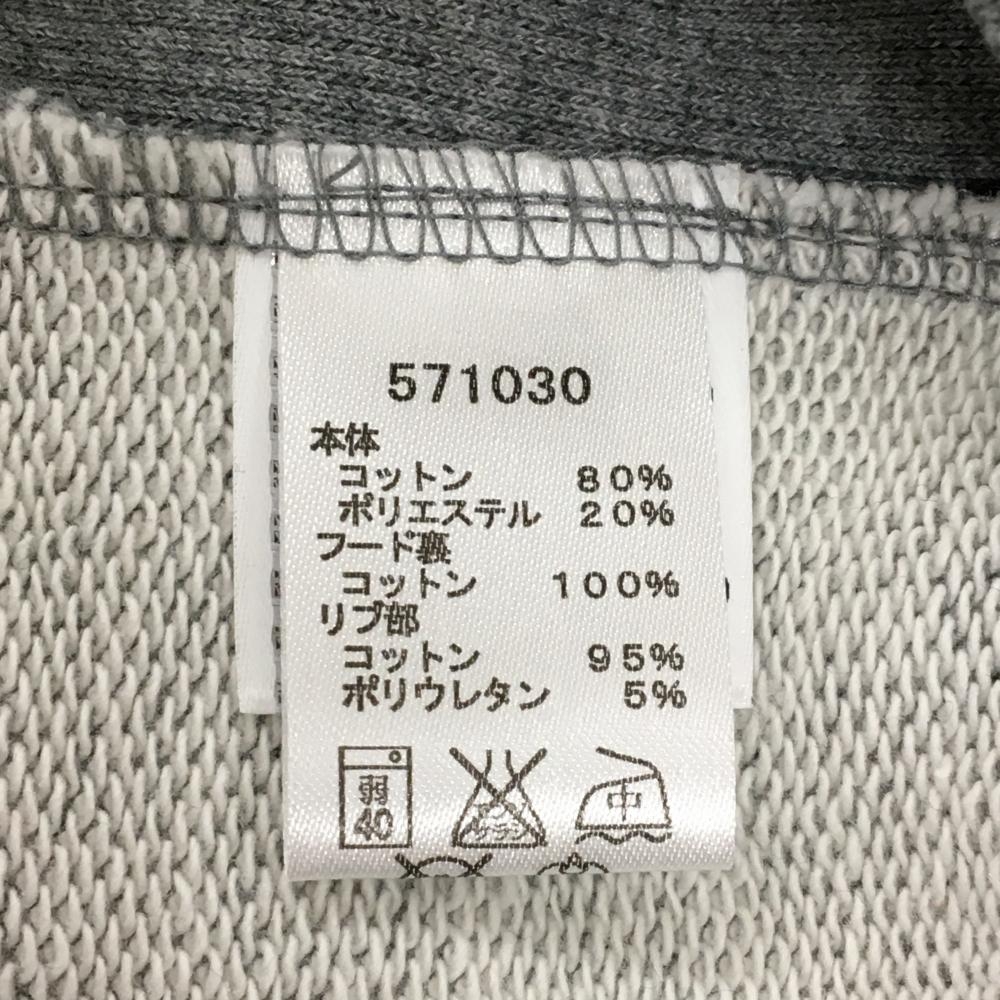 571030
本体
コットン 80%
ポリエステル 20%
フード裏
コットン 100%
リブ部
コットン 95%
ポリウレタン 5%
弱 中
40